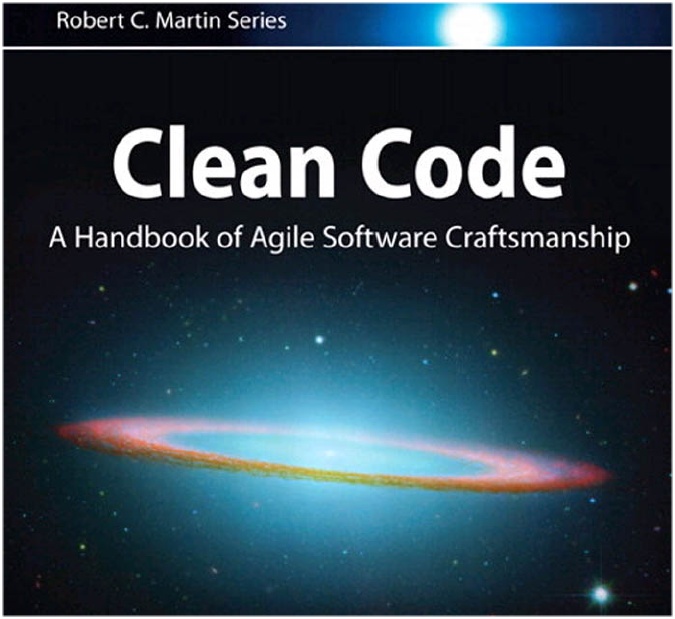 Robert C. Martin Series
Clean Code
A Handbook of Agile Software Craftsmanship